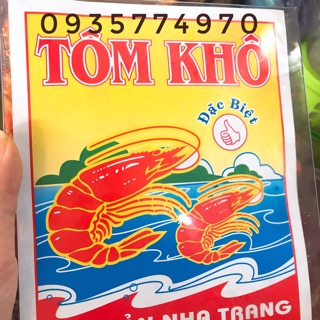 0935774970
TÔM KHÔ
Đặc Biệt
NHA TRANG